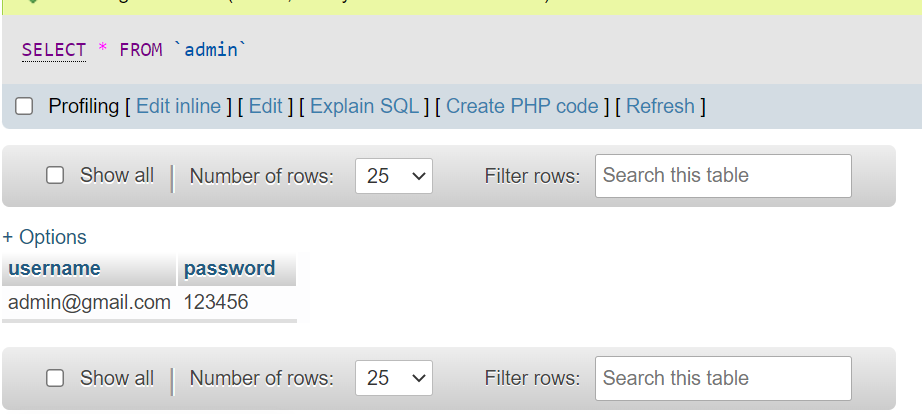 SELECT * FROM `admin`
Profiling [ Edit inline ] [ Edit ] [ Explain SQL ] [ Create PHP code ] [ Refresh ]
Show all | Number of rows: 25 Filter rows: Search this table
+ Options
username password
admin@gmail.com 123456
Show all | Number of rows: 25 Filter rows: Search this table